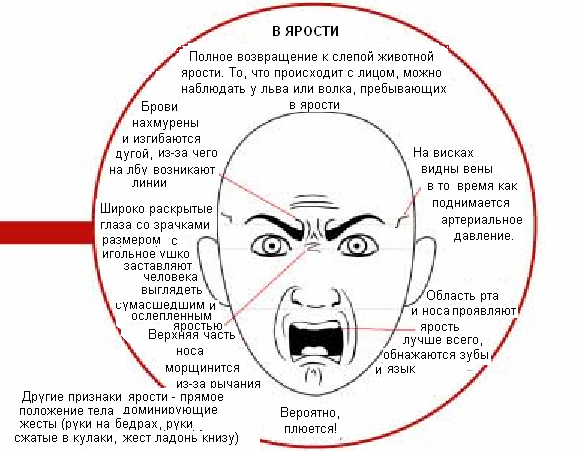 В ЯРОСТИ
Полное возвращение к слепой животной
ярости. То, что происходит с лицом, можно
наблюдать у льва или волка, пребывающих
в ярости
Брови
нахмурены
и изгибаются
дугой, из-за чего
на лбу возникают
линии
На висках
видны вены
в то время как
поднимается
артериальное
давление.
Широко раскрытые
глаза со зрачками
размером с
игольное ушко
заставляют
человека
выглядеть
сумасшедшим и
ослепленным
яростью
Верхняя часть
носа
морщинится
из-за рычания
Область рта
и носа проявляют
ярость
лучше всего,
обнажаются зубы
и язык
Другие признаки ярости - прямое
положение тела доминирующие
жесты (руки на бедрах, руки
сжатые в кулаки, жест ладонь книзу)
Вероятно,
плюется!